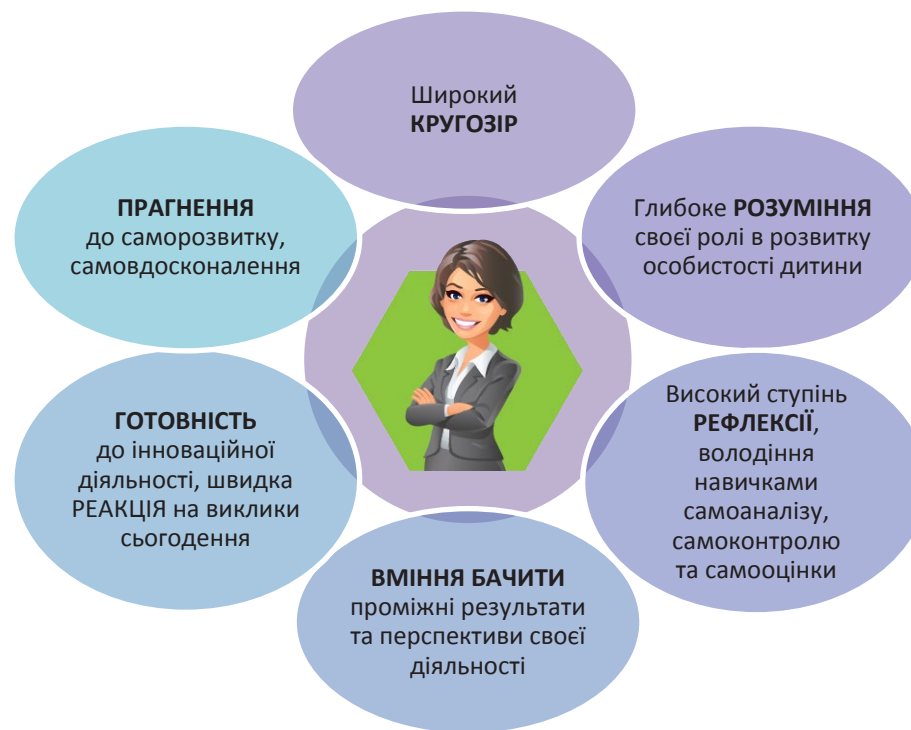 Широкий
КРУГОЗІР
Глибоке РОЗУМІННЯ
своєї ролі в розвитку
особистості дитини
Високий ступінь
РЕФЛЕКСІЇ,
володіння
навичками
самоаналізу,
самоконтролю
та самооцінки
ВМІННЯ БАЧИТИ
проміжні результати
та перспективи своєї
діяльності
ГОТОВНІСТЬ
до інноваційної
діяльності, швидка
РЕАКЦІЯ на виклики
сьогодення
ПРАГНЕННЯ
до саморозвитку,
самовдосконалення